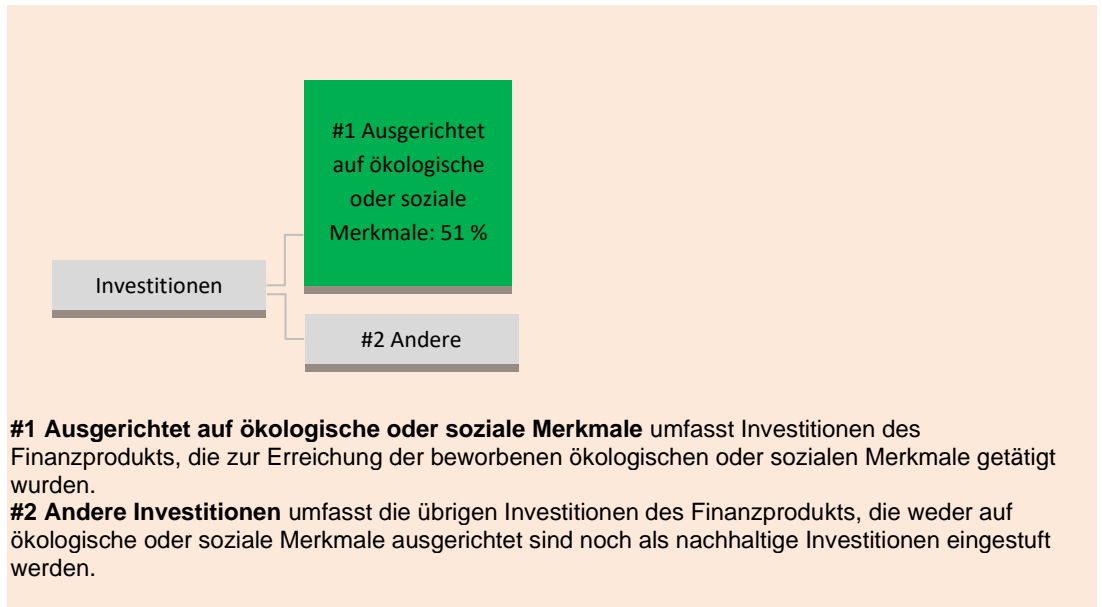 #1 Ausgerichtet
auf ökologische
oder soziale
Merkmale: 51 %
Investitionen
#2 Andere
#1 Ausgerichtet auf ökologische oder soziale Merkmale umfasst Investitionen des
Finanzprodukts, die zur Erreichung der beworbenen ökologischen oder sozialen Merkmale getätigt
wurden.
#2 Andere Investitionen umfasst die übrigen Investitionen des Finanzprodukts, die weder auf
ökologische oder soziale Merkmale ausgerichtet sind noch als nachhaltige Investitionen eingestuft
werden.